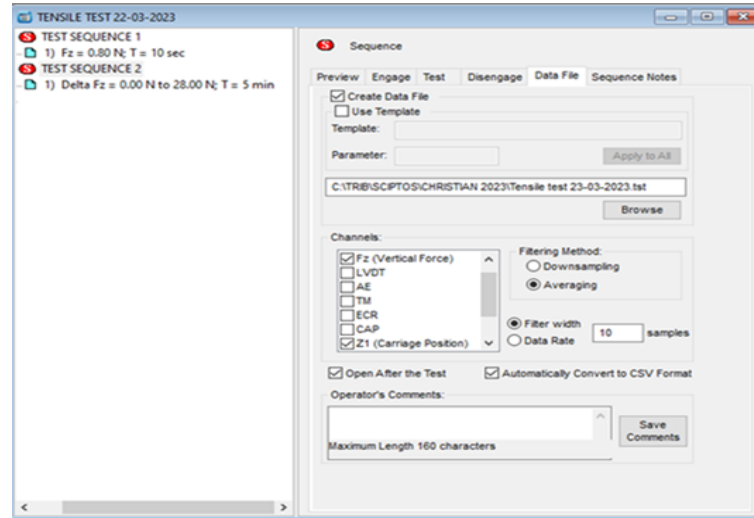 TENSILE TEST 22-03-2023
TEST SEQUENCE 1
1) Fz = 0.80 N; T = 10 sec
TEST SEQUENCE 2
1) Delta Fz = 0.00 N to 28.00 N; T = 5 min
Sequence
Preview Engage Test Disengage Data File Sequence Notes
Create Data File
Use Template
Template:
Parameter: Apply to All
C:\TRIB\SCIPTOS\CHRISTIAN 2023\Tensile test 23-03-2023.tst
Browse
Channels:
Fz (Vertical Force)
LVDT
AE
TM
ECR
CAP
Z1 (Carriage Position)
Filtering Method:
Downsampling
Averaging
Filter width 10 samples
Data Rate
Open After the Test Automatically Convert to CSV Format
Operator's Comments:
Save Comments
Maximum Length 160 characters